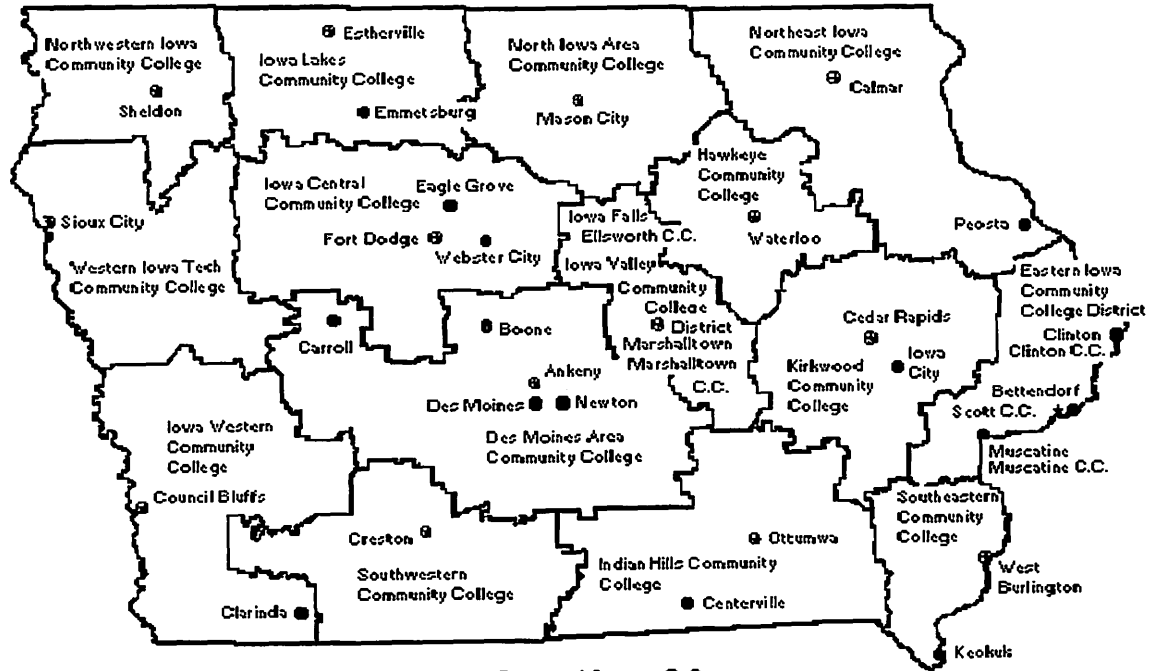 Northwestern Iowa
Community College
Sheldon
Estherville
Iowa Lakes
Community College
Emmetsburg
North Iowa Area
Community College
Mason City
Northeast Iowa
Community College
Calmar
Hawkeye
Community
College
Waterloo
Peosta
Sioux City
Western Iowa Tech
Community College
Iowa Central
Community College
Eagle Grove
Fort Dodge
Webster City
Iowa Falls
Ellsworth C.C.
Iowa Valley
Community
College
District
Marshalltown
Marshalltown
C.C.
Carroll
Boone
Ankeny
Des Moines
Newton
Des Moines Area
Community College
Cedar Rapids
Iowa
City
Kirkwood
Community
College
Eastern Iowa
Community
College District
Clinton
Clinton C.C.
Bettendorf
Scott C.C. *
Muscatine
Muscatine C.C.
Iowa Western
Community
College
Council Bluffs
Clarinda
Creston
Southwestern
Community College
Indian Hills Community
College
Ottumwa
Centerville
Southeastern
Community
College
West
Burlington
Keokuk